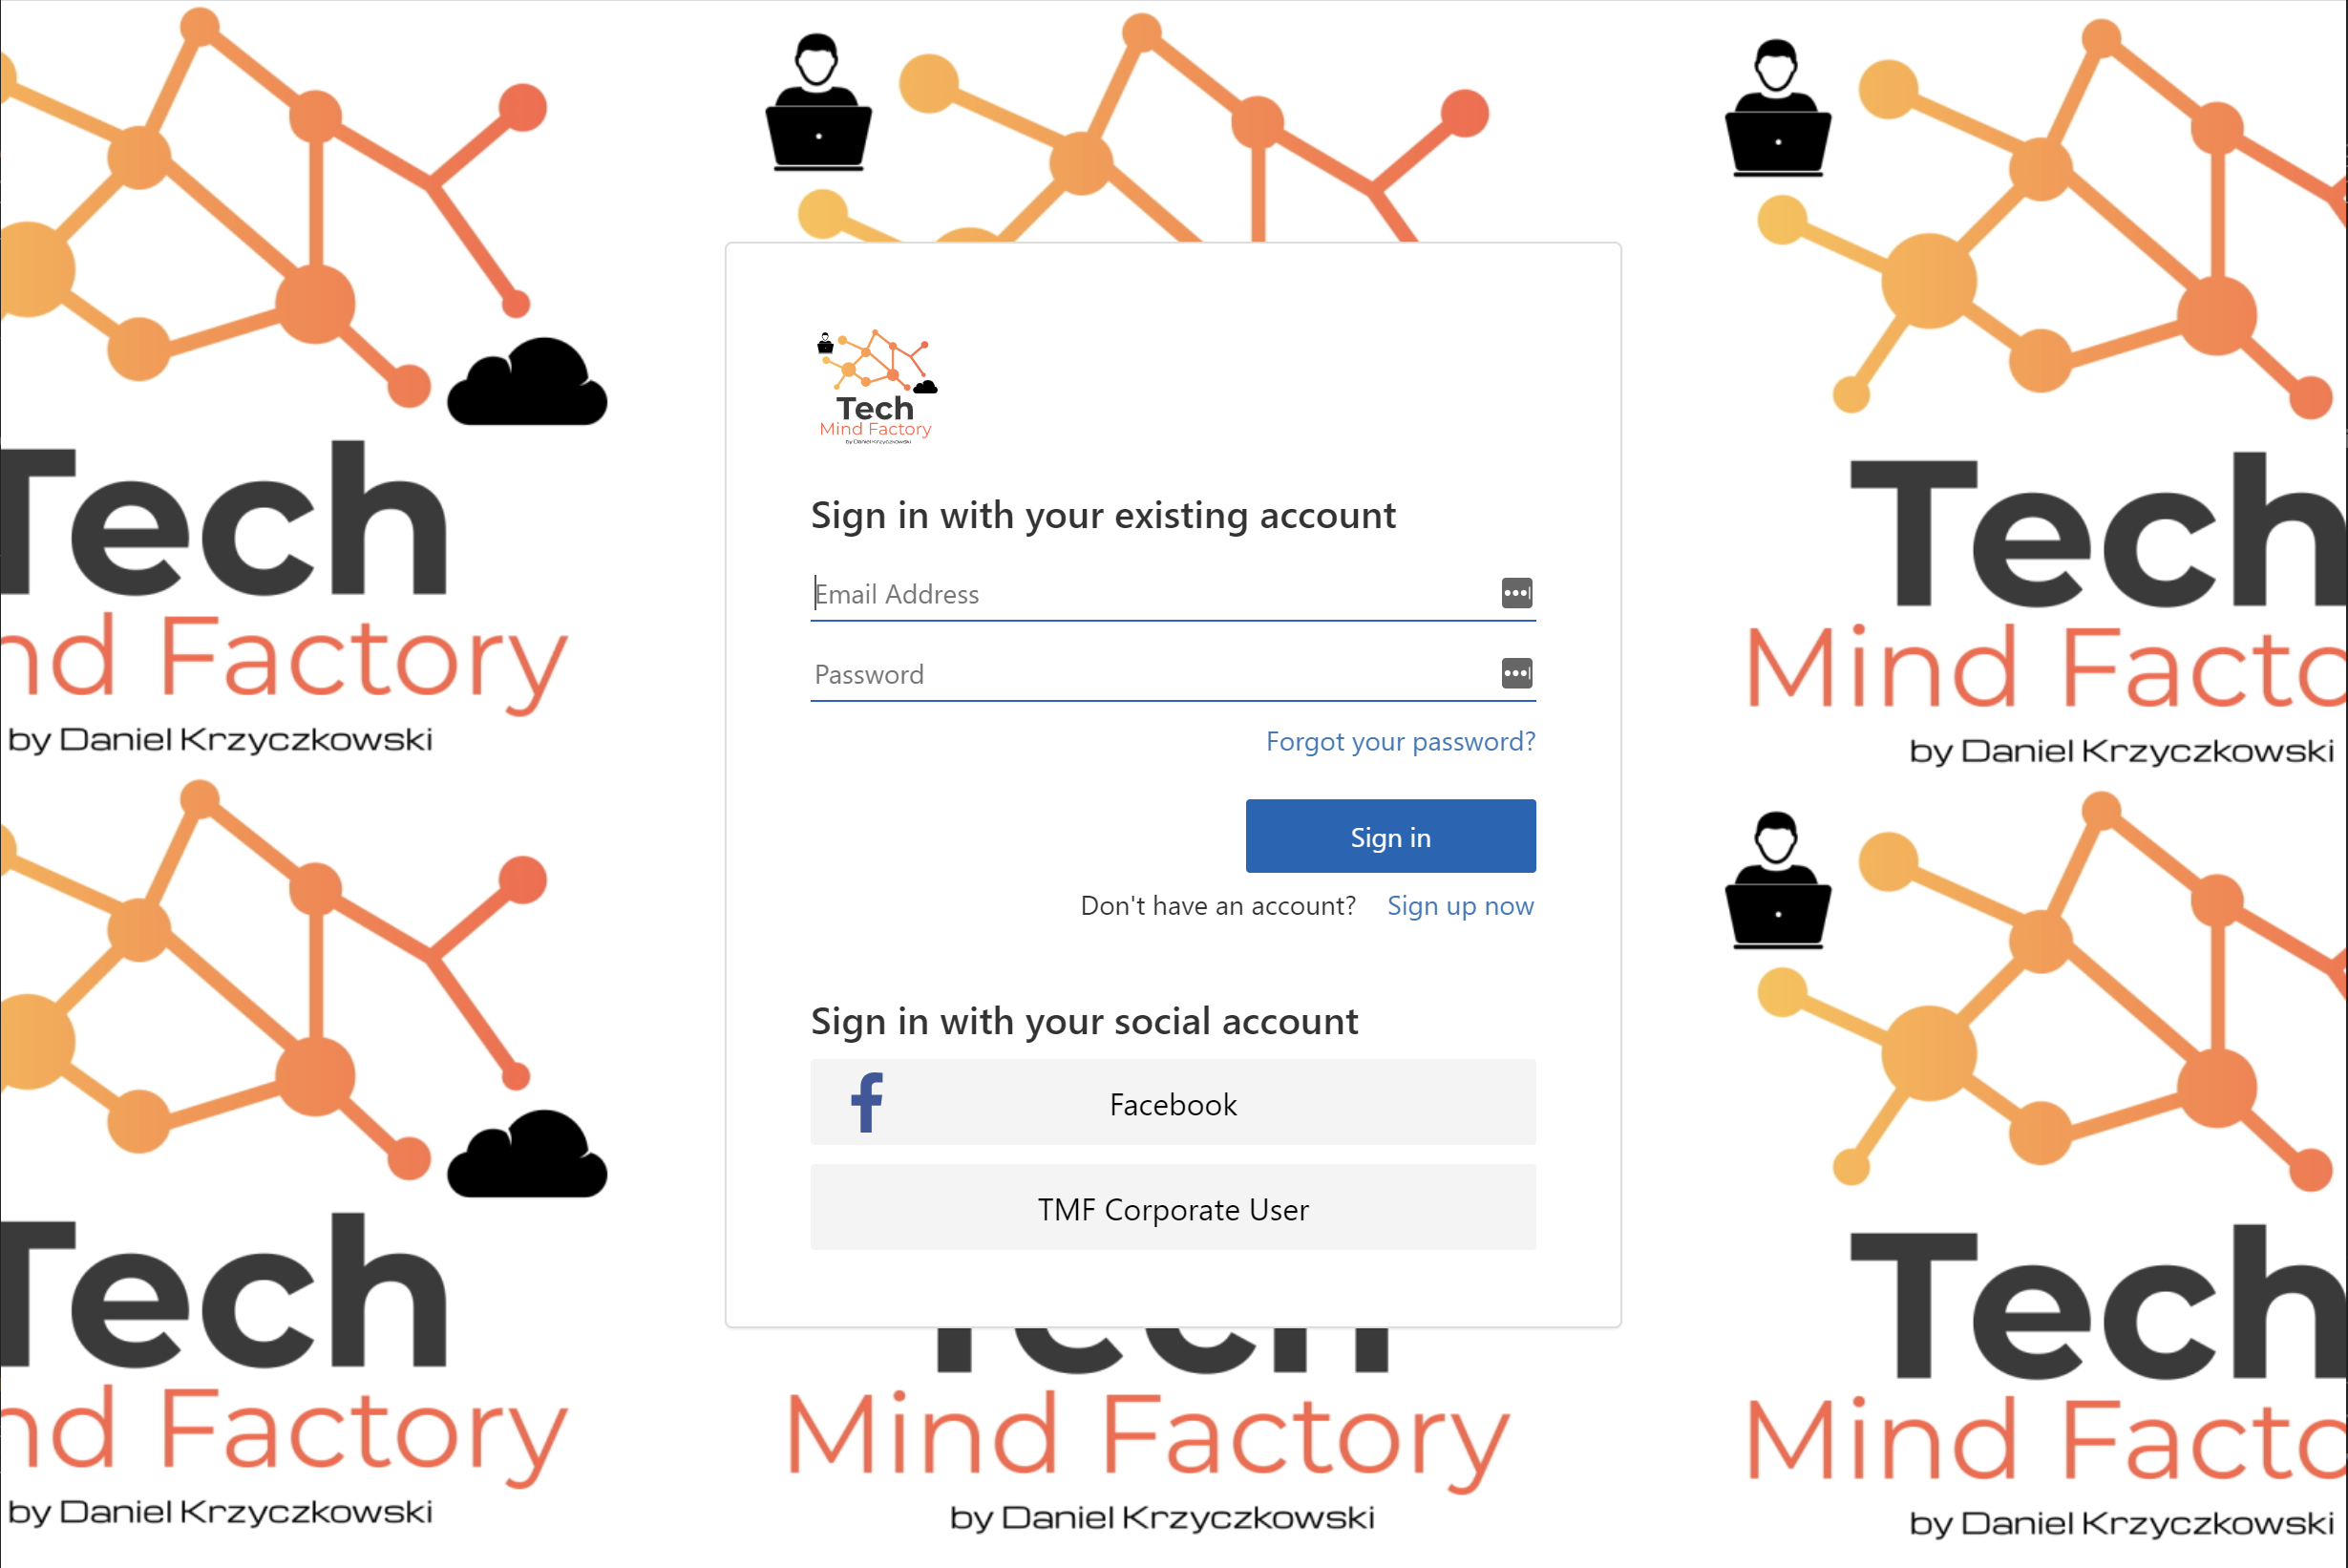 Tech
Mind Factory
by Daniel Krzyczkowski
Sign in with your existing account
Email Address
Password
Forgot your password?
Sign in
Don't have an account? Sign up now
Sign in with your social account
Facebook
TMF Corporate User
Tech
nd Factory
by Daniel Krzyczkowski
Tech
Mind Facto
by Daniel Krzyczkowski
Tech
nd Factory
by Daniel Krzyczkowski
Tech
Mind Factory
by Daniel Krzyczkowski
Tech
Mind Facto
by Daniel Krzyczkowski